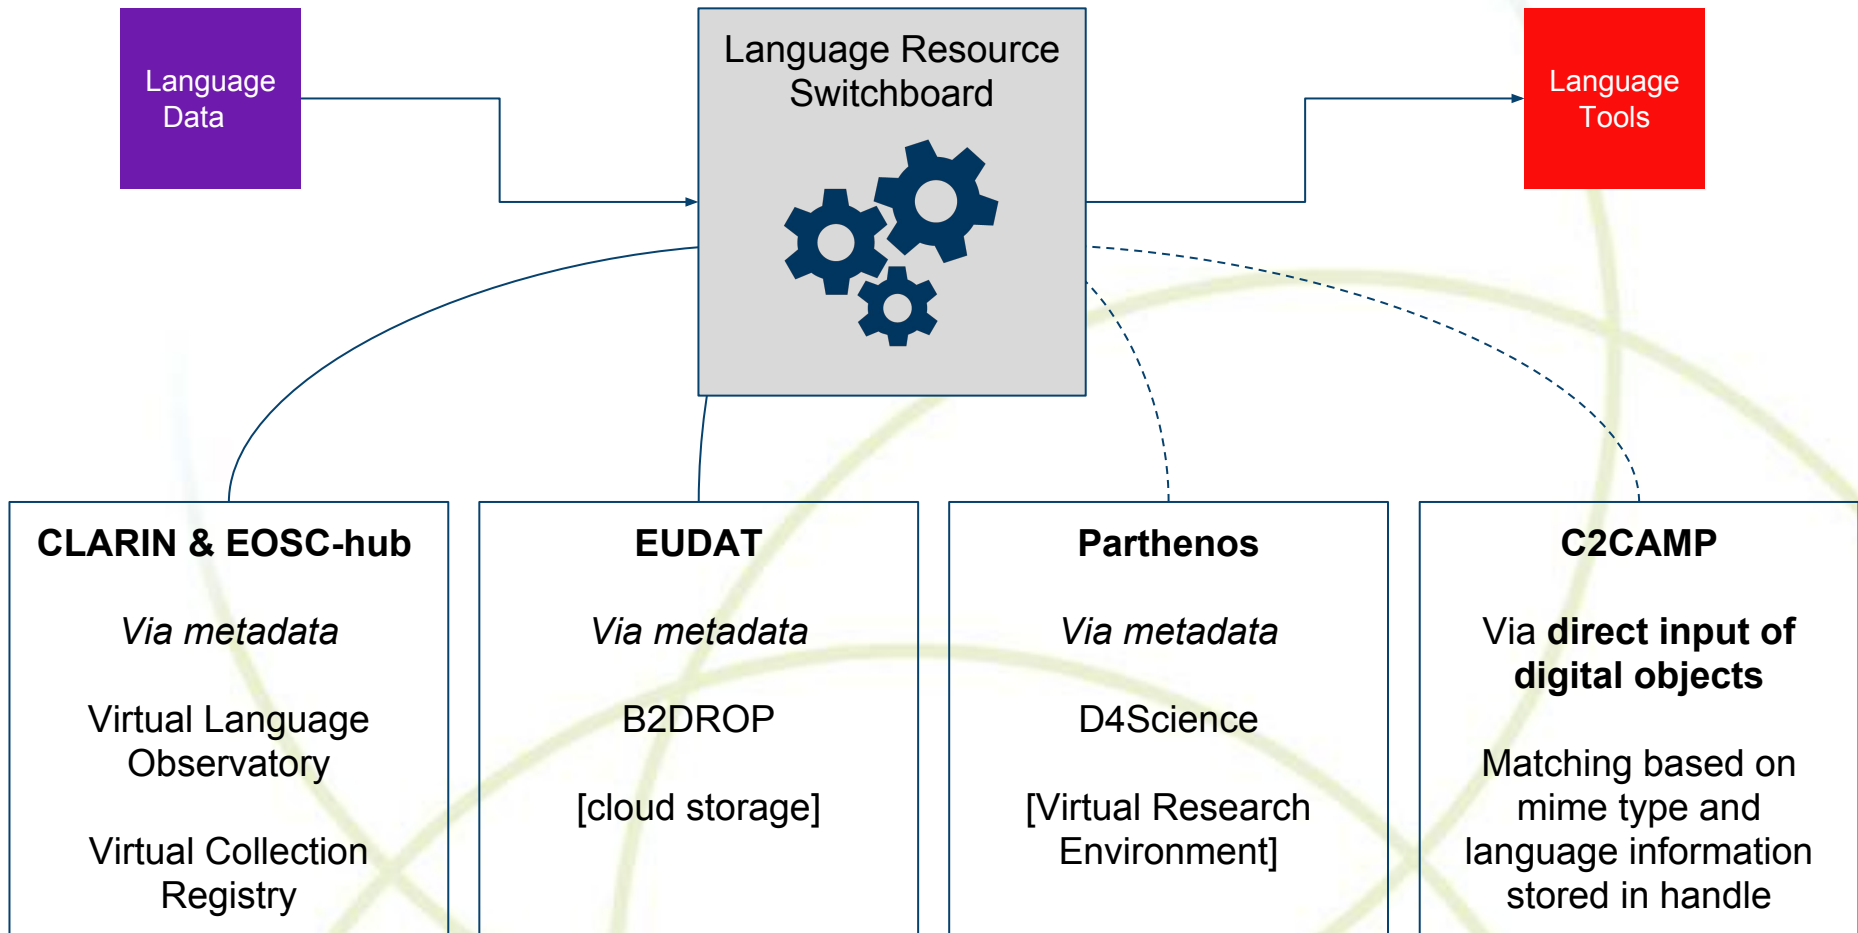 Language
Data
Language Resource
Switchboard
Language
Tools
CLARIN & EOSC-hub
Via metadata
Virtual Language
Observatory
Virtual Collection
Registry
EUDAT
Via metadata
B2DROP
[cloud storage]
Parthenos
Via metadata
D4Science
[Virtual Research
Environment]
C2CAMP
Via direct input of
digital objects
Matching based on
mime type and
language information
stored in handle